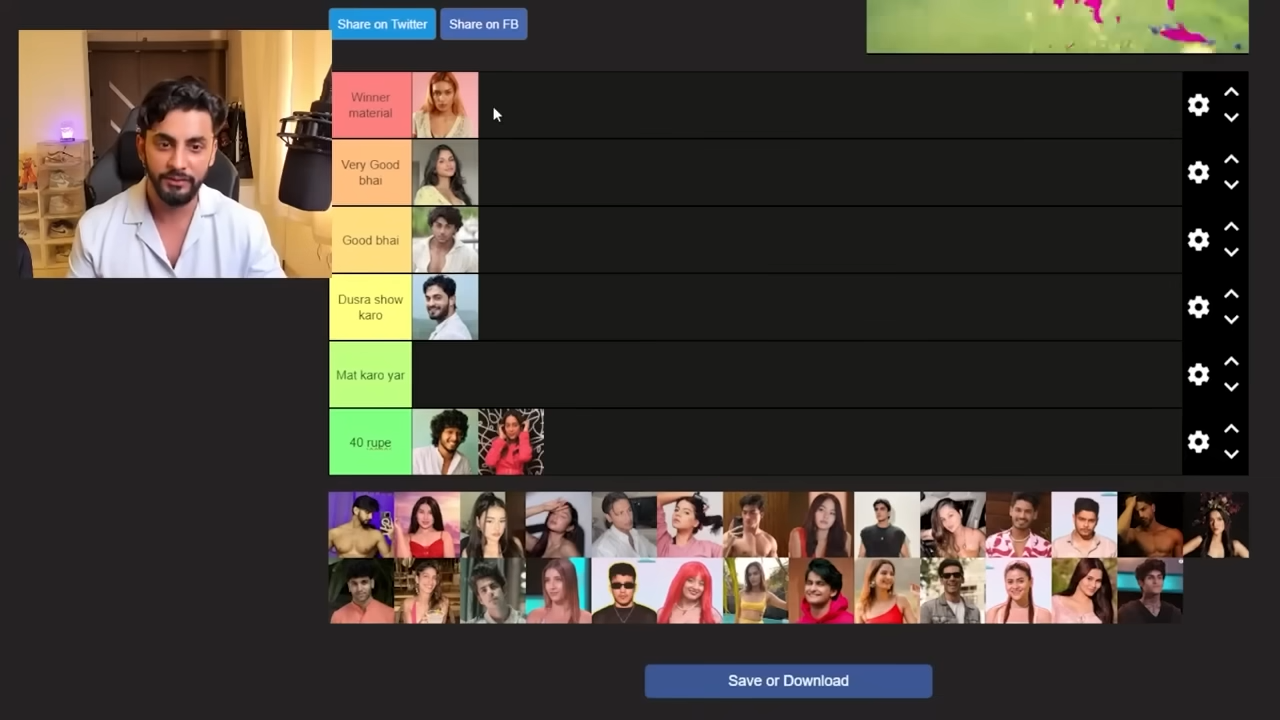 Share on Twitter
Share on FB
Winner
material
Very Good
bhai
Good bhai
Dusra show
karo
Mat karo yar
40 rupe
Save or Download